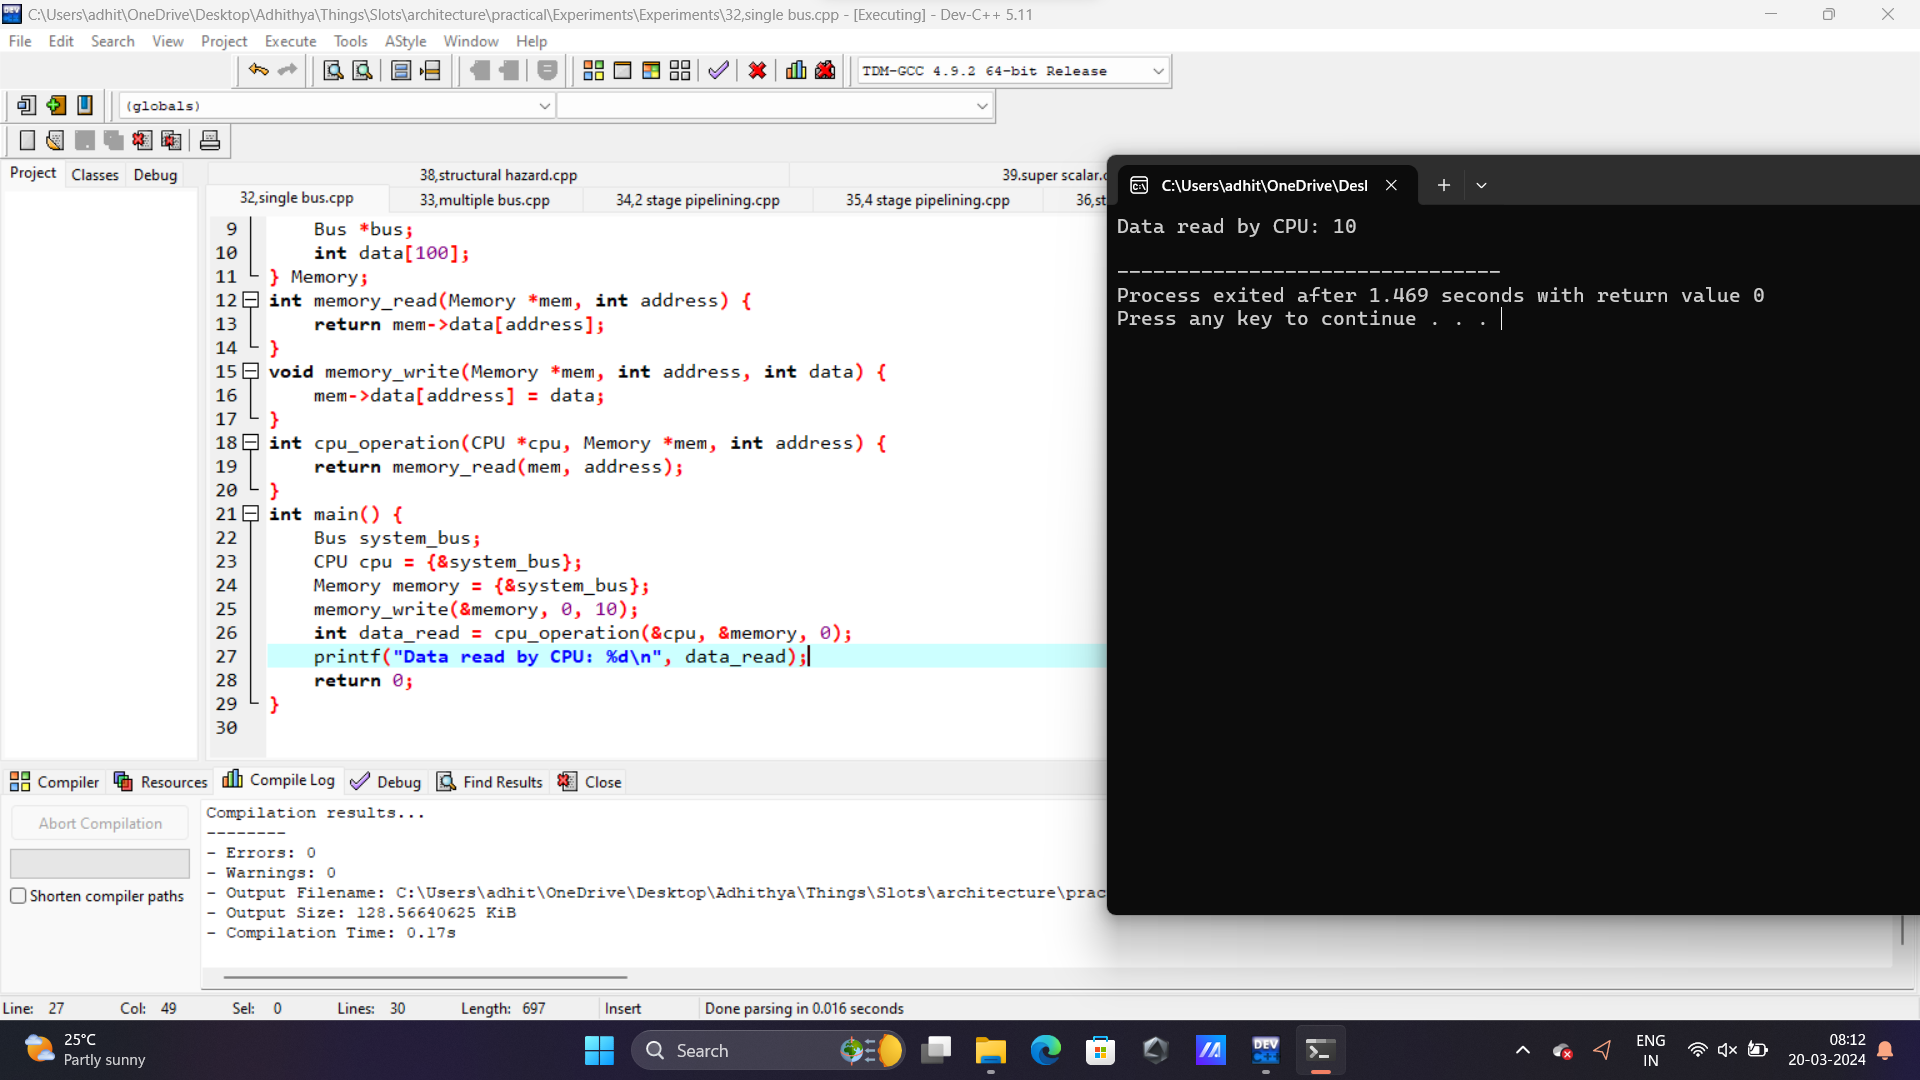 C:\Users\adhit\OneDrive\Desktop\Adhithya\Things\Slots\architecture\practical\Experiments\Experiments\32,single bus.cpp - [Executing] - Dev-C++ 5.11
File Edit Search View Project Execute Tools AStyle Window Help
TDM-GCC 4.9.2 64-bit Release
(globals)
Project Classes Debug
38,structural hazard.cpp 39.super scalar.c
32,single bus.cpp 33,multiple bus.cpp 34,2 stage pipelining.cpp 35,4 stage pipelining.cpp 36,st
9 Bus *bus;
10 int data[100];
11 } Memory;
12 int memory_read(Memory *mem, int address) {
13 return mem->data[address];
14 }
15 void memory_write(Memory *mem, int address, int data) {
16 mem->data[address] = data;
17 }
18 int cpu_operation(CPU *cpu, Memory *mem, int address) {
19 return memory_read(mem, address);
20 }
21 int main() {
22 Bus system_bus;
23 CPU cpu = {&system_bus};
24 Memory memory = {&system_bus};
25 memory_write(&memory, 0, 10);
26 int data_read = cpu_operation(&cpu, &memory, 0);
27 printf("Data read by CPU: %d\n", data_read);
28 return 0;
29 }
30
C:\Users\adhit\OneDrive\Desl
Data read by CPU: 10
--------------------------------
Process exited after 1.469 seconds with return value 0
Press any key to continue . . .
Compiler Resources Compile Log Debug Find Results Close
Abort Compilation
Shorten compiler paths
Compilation results...
--------
- Errors: 0
- Warnings: 0
- Output Filename: C:\Users\adhit\OneDrive\Desktop\Adhithya\Things\Slots\architecture\prac
- Output Size: 128.56640625 KiB
- Compilation Time: 0.17s
Line: 27 Col: 49 Sel: 0 Lines: 30 Length: 697 Insert Done parsing in 0.016 seconds
25°C
Partly sunny
Search
DEV
C++
ENG
IN
08:12
20-03-2024